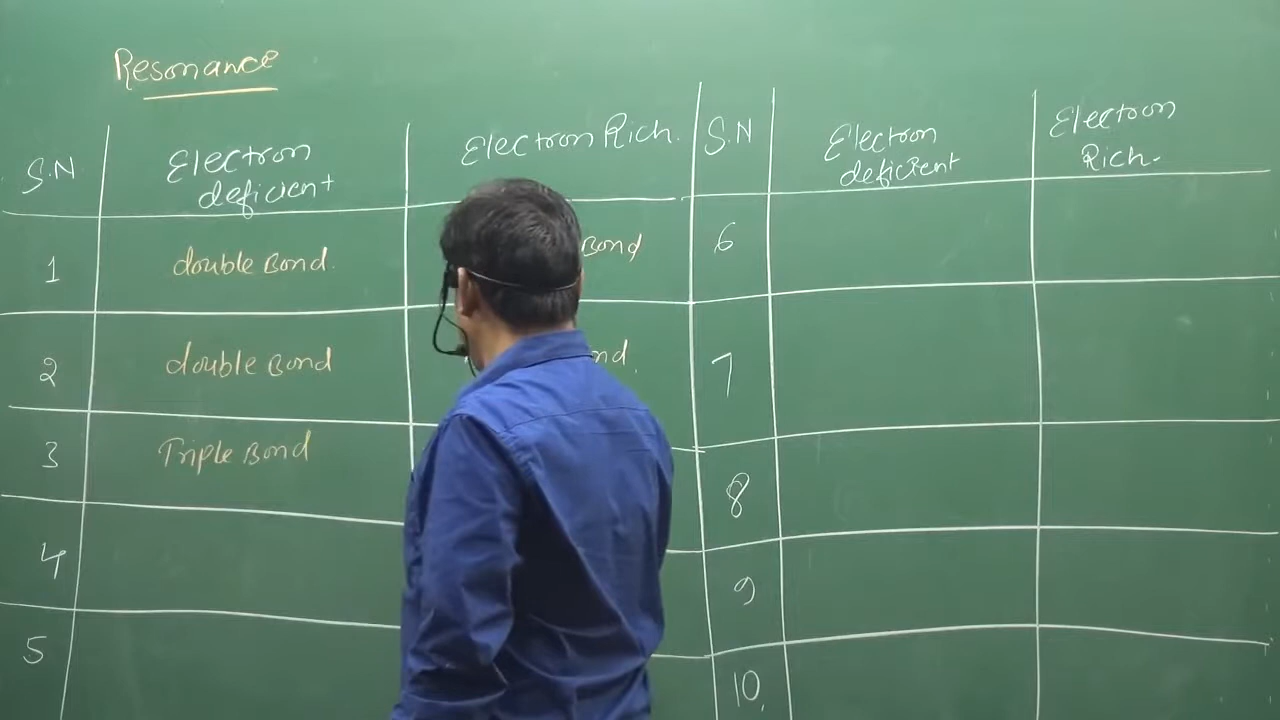 Resonance
S.N Electron deficient Electron Rich. S.N Electron deficient Electron Rich.
1 double Bond. Bond 6
2 double Bond 7
3 Triple Bond 8
4 9
5 10.